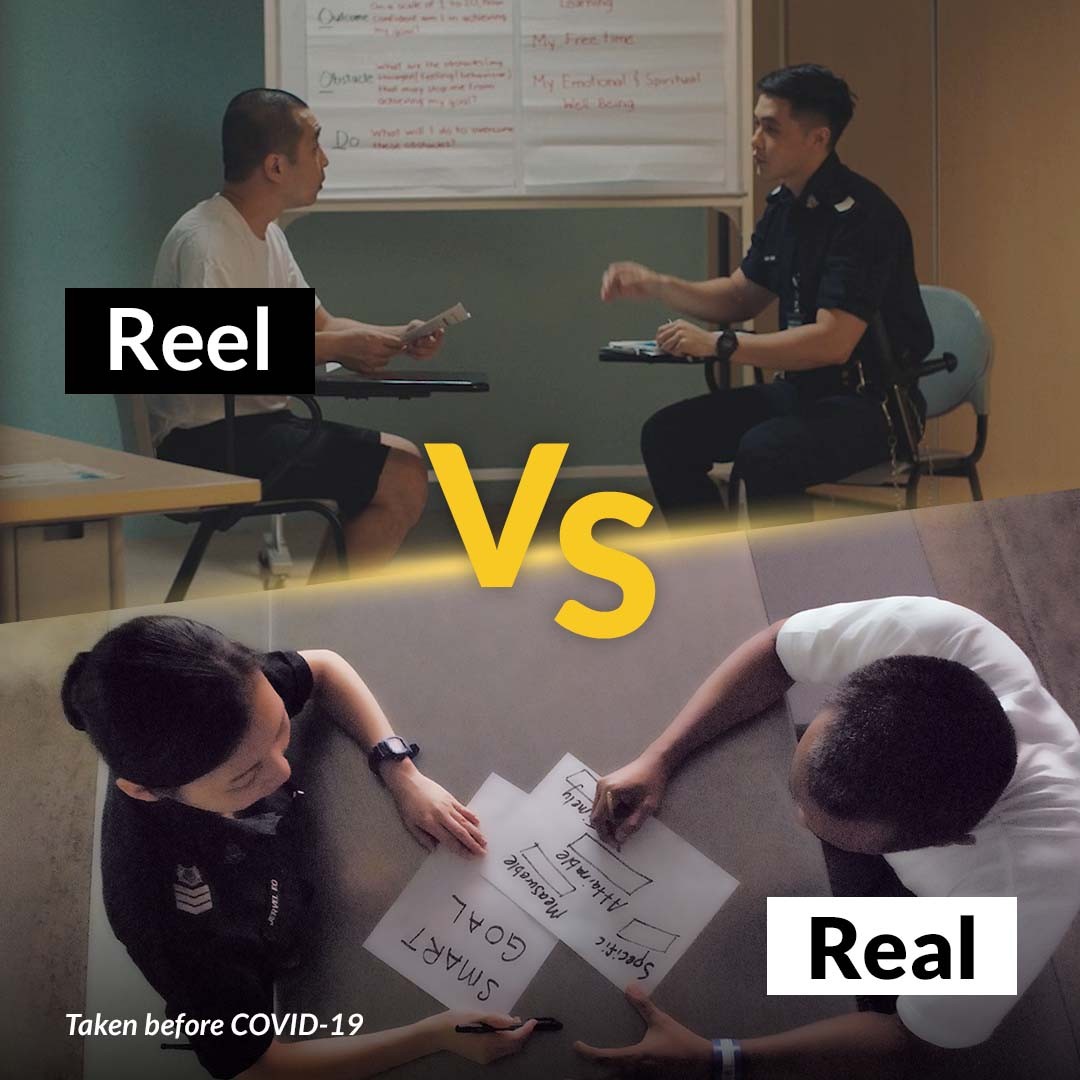 Learning
Outcome On a scale of 1 to 10, how
confident am I in achieving
my goal?
My Free time
Obstacle What are the obstacles (my
thought/feeling/behaviour)
that may stop me from
achieving my goal?
My Emotional & Spiritual
Well Being
Do What will I do to overcome
these obstacles?
Reel
Vs
SMART
GOAL
Specific
Measurable
Attainable
Timely
Real
Taken before COVID-19